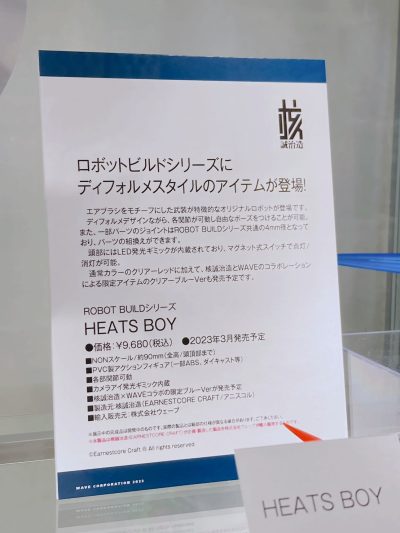 核
誠治造
ロボットビルドシリーズに
ディフォルメスタイルのアイテムが登場!
エアブラシをモチーフにした武装が特徴的なオリジナルロボットが登場です。
ディフォルメデザインながら、各関節が可動し自由なポーズをつけることが可能。
また、一部パーツのジョイントはROBOT BUILDシリーズ共通の4mm径となって
おり、パーツの組換えができます。
頭部にはLED発光ギミックが内蔵されており、マグネット式スイッチで点灯/
消灯が可能。
通常カラーのクリアーレッドに加えて、核誠治造とWAVEのコラボレーション
による限定アイテムのクリアーブルーVerも発売予定です。
ROBOT BUILDシリーズ
HEATS BOY
●価格:¥9,680(税込) ●2023年3月発売予定
■NONスケール/約90mm(全高/頭頂部まで)
■PVC製アクションフィギュア(一部ABS、ダイキャスト等)
■各部関節可動
■カメラアイ発光ギミック内蔵
■核誠治造×WAVEコラボの限定ブルーVerが発売予定
■製造元:核誠治造(EARNESTCORE CRAFT/アニスコル)
■輸入販売元:株式会社ウェーブ
©Earnestcore Craft ® All rights reserved
WAVE CORPORATION 2022
HEATS BOY